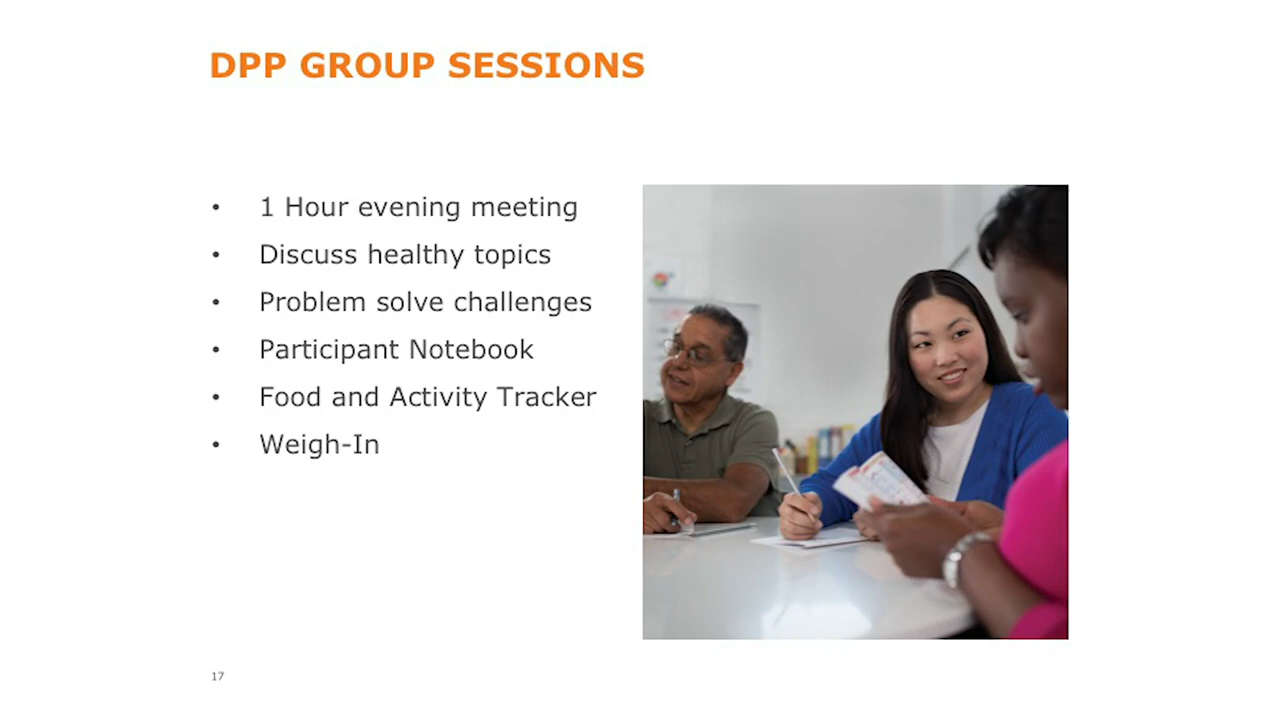 DPP GROUP SESSIONS
• 1 Hour evening meeting
• Discuss healthy topics
• Problem solve challenges
• Participant Notebook
• Food and Activity Tracker
• Weigh-In
17